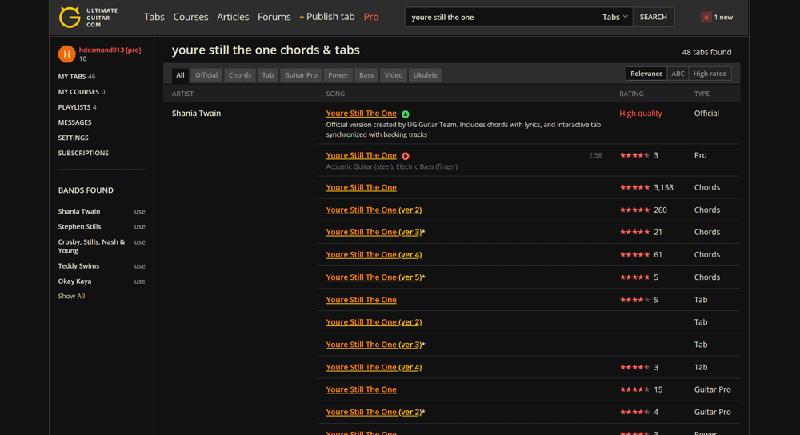 ULTIMATE
GUITAR
COM
Tabs Courses Articles Forums + Publish tab Pro
youre still the one Tabs SEARCH
1 new
H hdesmond913 [pro]
10
MY TABS 46
MY COURSES 0
PLAYLISTS 4
MESSAGES
SETTINGS
SUBSCRIPTIONS
BANDS FOUND
Shania Twain use
Stephen Stills use
Crosby, Stills, Nash & use
Young
Teddy Swims use
Okay Kaya use
Show All
youre still the one chords & tabs 48 tabs found
All Official Chords Tab Guitar Pro Power Bass Video Ukulele Relevance ABC High rated
ARTIST SONG RATING TYPE
Shania Twain Youre Still The One High quality Official
Official version created by UG Guitar Team. Includes chords with lyrics, and interactive tab
synchronized with backing tracks
Youre Still The One 2:58 3 Pro
Acoustic Guitar (steel), Electric Bass (finger)
Youre Still The One 3,158 Chords
Youre Still The One (ver 2) 260 Chords
Youre Still The One (ver 3)* 21 Chords
Youre Still The One (ver 4) 61 Chords
Youre Still The One (ver 5)* 5 Chords
Youre Still The One 5 Tab
Youre Still The One (ver 2) Tab
Youre Still The One (ver 3)* Tab
Youre Still The One (ver 4) 3 Tab
Youre Still The One 15 Guitar Pro
Youre Still The One (ver 2)* 4 Guitar Pro
Youre Still The One 3 Power